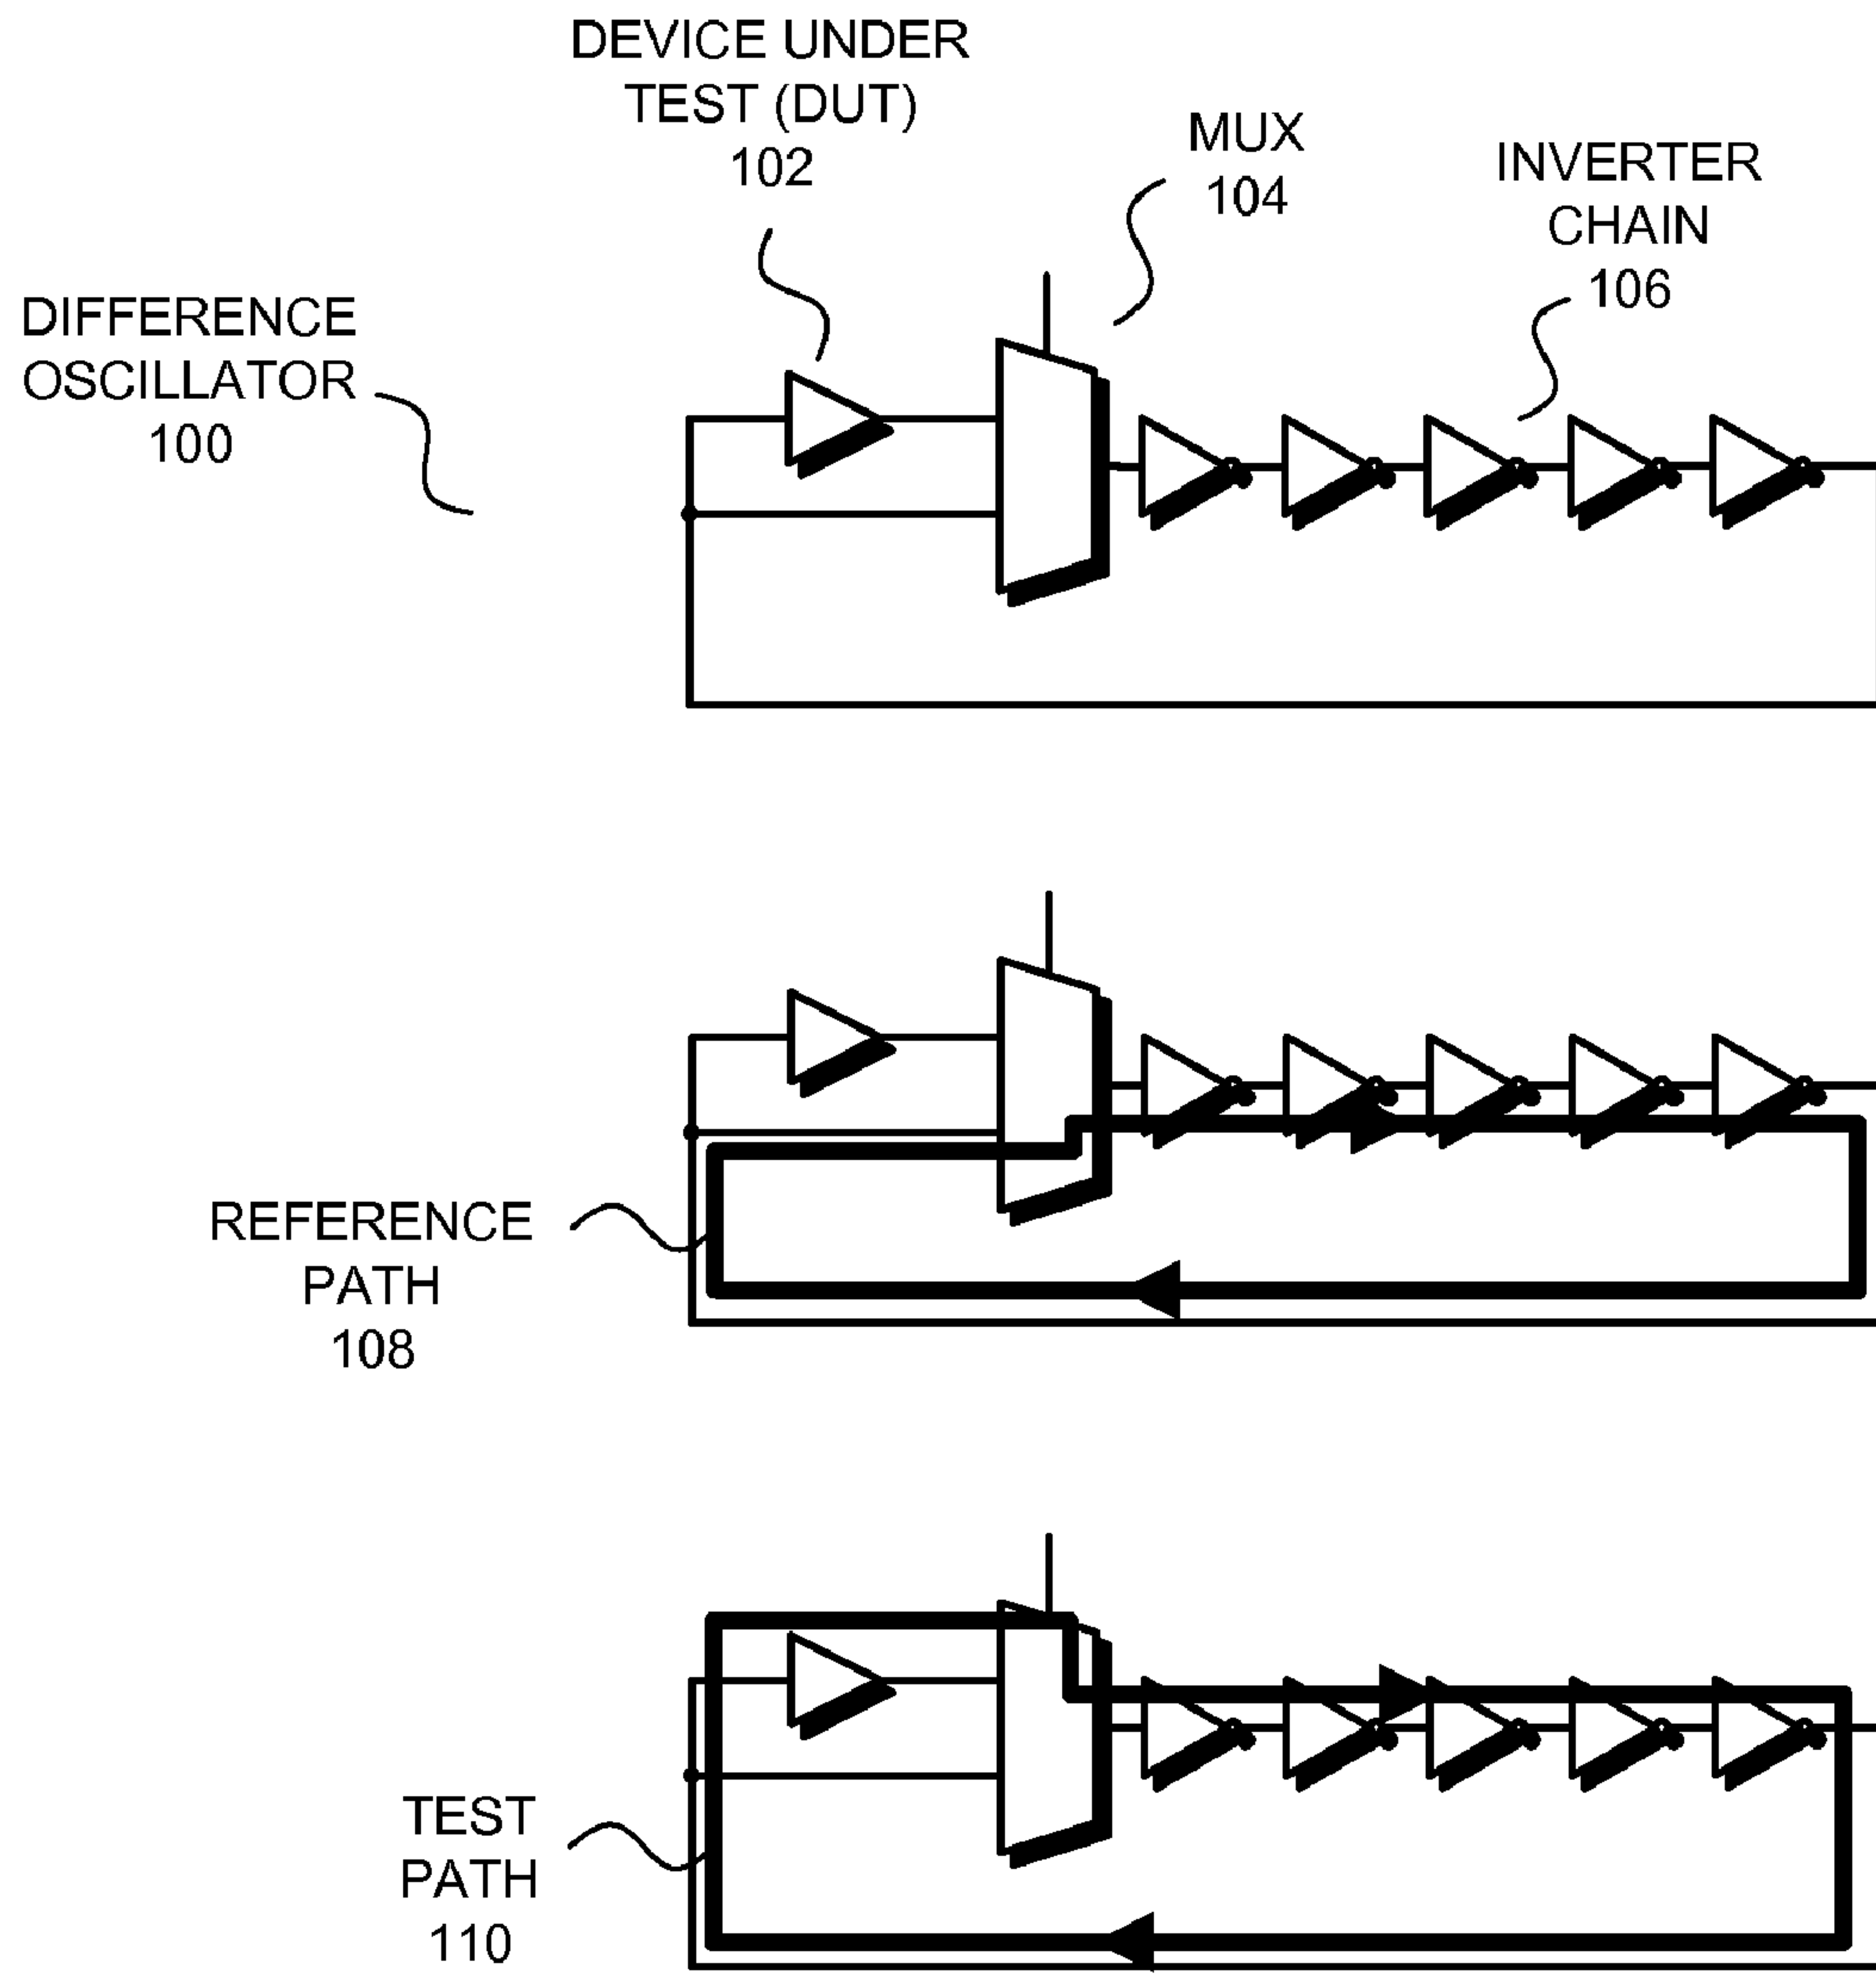 DEVICE UNDER
TEST (DUT)
102
MUX
104
INVERTER
CHAIN
106
DIFFERENCE
OSCILLATOR
100
REFERENCE
PATH
108
TEST
PATH
110